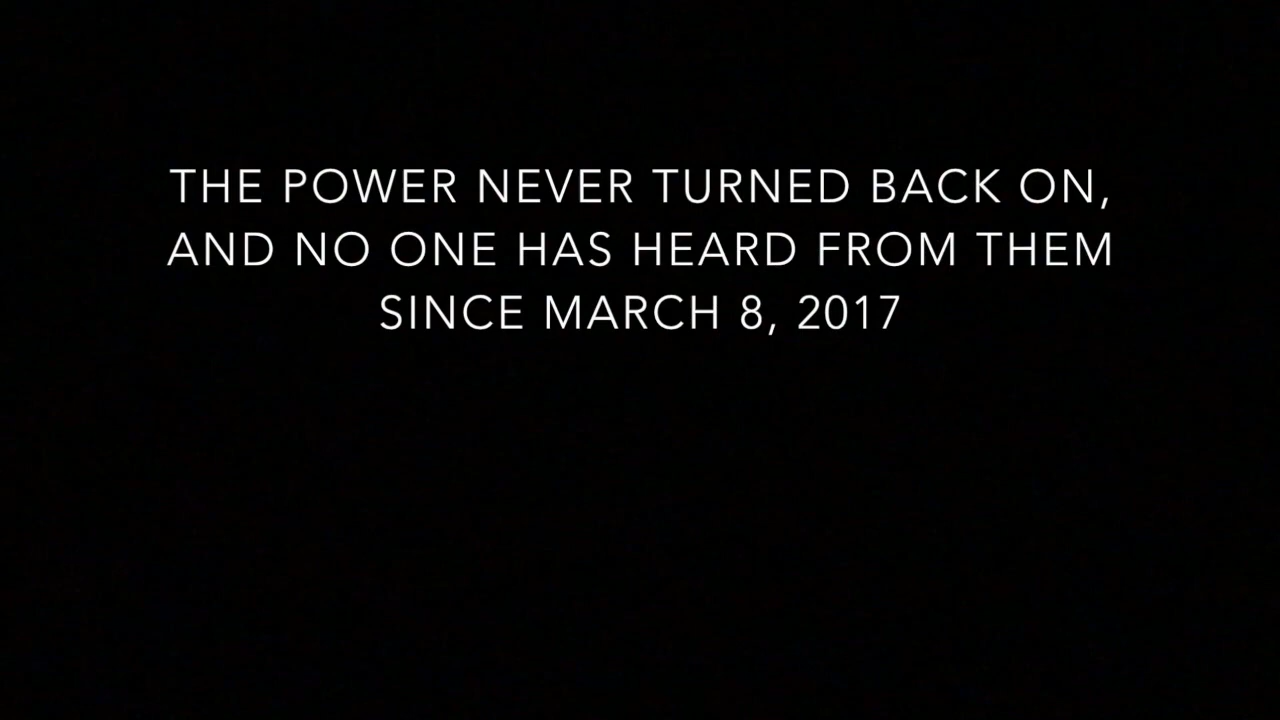 THE POWER NEVER TURNED BACK ON,
AND NO ONE HAS HEARD FROM THEM
SINCE MARCH 8, 2017